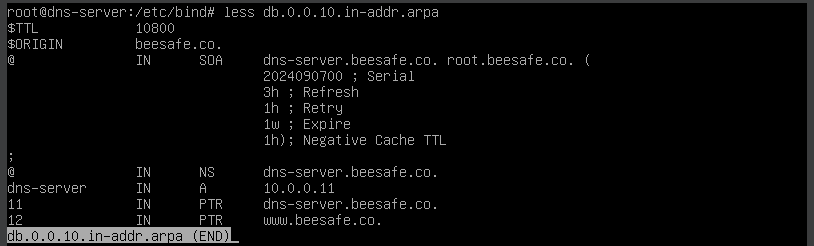 root@dns-server:/etc/bind# less db.0.0.10.in-addr.arpa
$TTL 10800
$ORIGIN beesafe.co.
@ IN SOA dns-server.beesafe.co. root.beesafe.co. (
2024090700 ; Serial
3h ; Refresh
1h ; Retry
1w ; Expire
1h); Negative Cache TTL
;
@ IN NS dns-server.beesafe.co.
dns-server IN A 10.0.0.11
11 IN PTR dns-server.beesafe.co.
12 IN PTR www.beesafe.co.
db.0.0.10.in-addr.arpa (END)